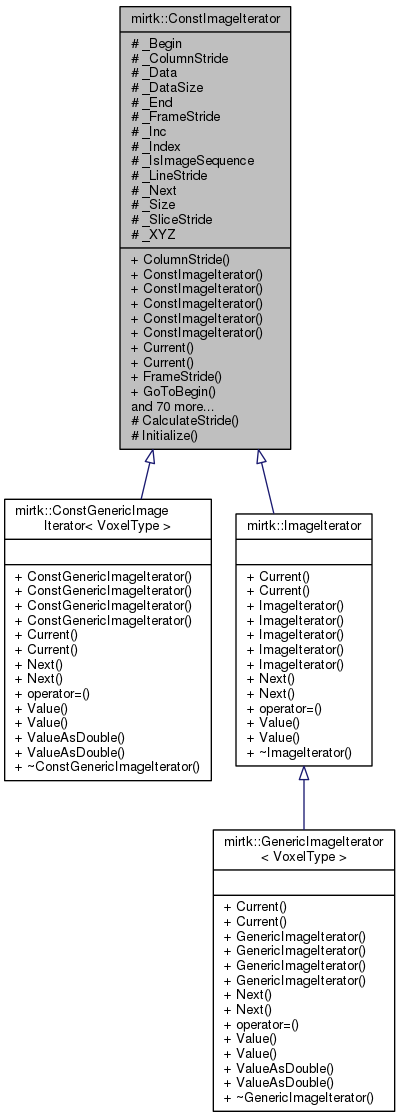 mirtk::ConstImageIterator
# _Begin
# _ColumnStride
# _Data
# _DataSize
# _End
# _FrameStride
# _Inc
# _Index
# _IsImageSequence
# _LineStride
# _Next
# _Size
# _SliceStride
# _XYZ
+ ColumnStride()
+ ConstImageIterator()
+ ConstImageIterator()
+ ConstImageIterator()
+ ConstImageIterator()
+ ConstImageIterator()
+ Current()
+ Current()
+ FrameStride()
+ GoToBegin()
and 70 more...
# CalculateStride()
# Initialize()
mirtk::ConstGenericImage
Iterator< VoxelType >
+ ConstGenericImageIterator()
+ ConstGenericImageIterator()
+ ConstGenericImageIterator()
+ ConstGenericImageIterator()
+ Current()
+ Current()
+ Next()
+ Next()
+ operator=()
+ Value()
+ Value()
+ ValueAsDouble()
+ ValueAsDouble()
+ ~ConstGenericImageIterator()
mirtk::ImageIterator
+ Current()
+ Current()
+ ImageIterator()
+ ImageIterator()
+ ImageIterator()
+ ImageIterator()
+ ImageIterator()
+ Next()
+ Next()
+ operator=()
+ Value()
+ Value()
+ ~ImageIterator()
mirtk::GenericImageIterator
< VoxelType >
+ Current()
+ Current()
+ GenericImageIterator()
+ GenericImageIterator()
+ GenericImageIterator()
+ GenericImageIterator()
+ Next()
+ Next()
+ operator=()
+ Value()
+ Value()
+ ValueAsDouble()
+ ValueAsDouble()
+ ~GenericImageIterator()